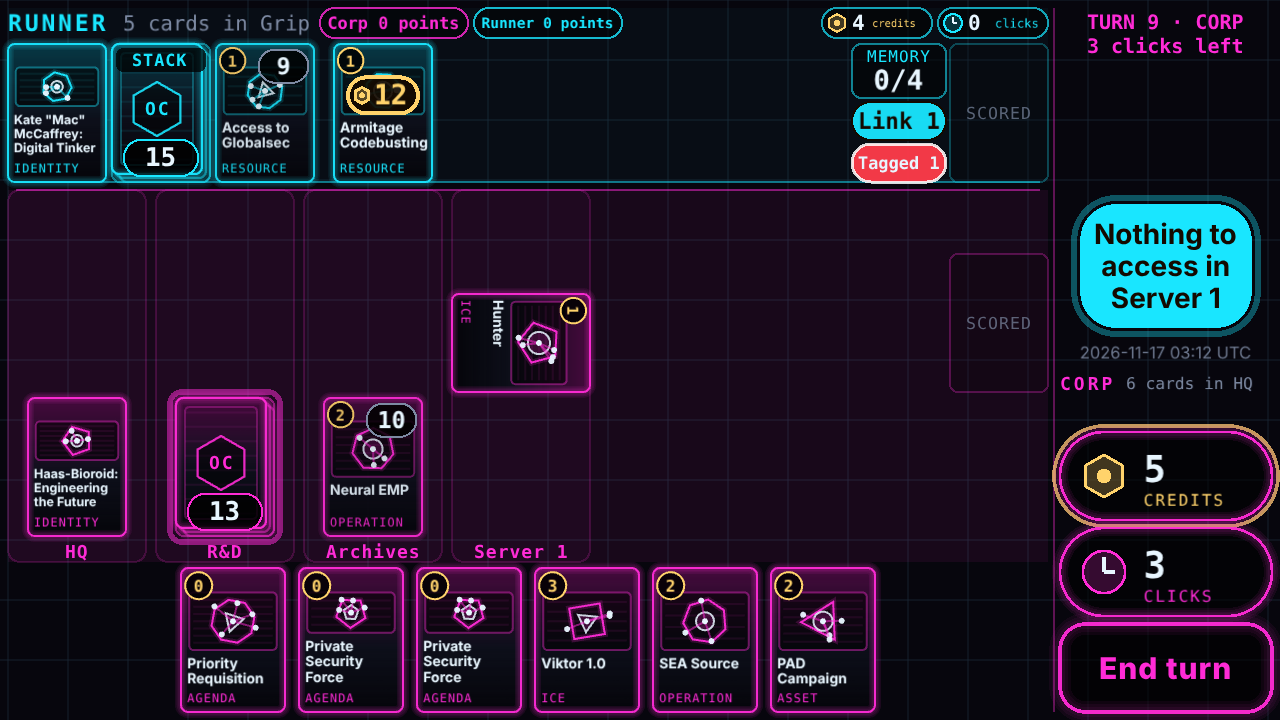 RUNNER 5 cards in Grip Corp 0 points Runner 0 points 4 credits 0 clicks
TURN 9 · CORP
3 clicks left
Kate "Mac"
McCaffrey:
Digital Tinker
IDENTITY
STACK
OC
15
1
9
Access to
Globalsec
RESOURCE
1
12
Armitage
Codebusting
RESOURCE
MEMORY
0/4
Link 1
Tagged 1
SCORED
Nothing to
access in
Server 1
2026-11-17 03:12 UTC
CORP 6 cards in HQ
ICE
Hunter
1
SCORED
Haas-Bioroid:
Engineering
the Future
IDENTITY
HQ
OC
13
R&D
2
10
Neural EMP
OPERATION
Archives
Server 1
5
CREDITS
3
CLICKS
End turn
0
Priority
Requisition
AGENDA
0
Private
Security
Force
AGENDA
0
Private
Security
Force
AGENDA
3
Viktor 1.0
ICE
2
SEA Source
OPERATION
2
PAD
Campaign
ASSET